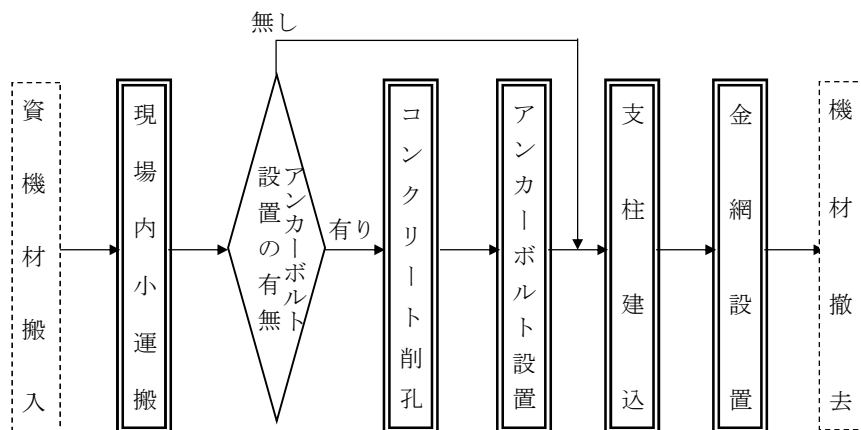 無し
資機材搬入
現場内小運搬
アンカーボルト
設置の有無
有り
コンクリート削孔
アンカーボルト設置
支柱建込
金網設置
機材撤去